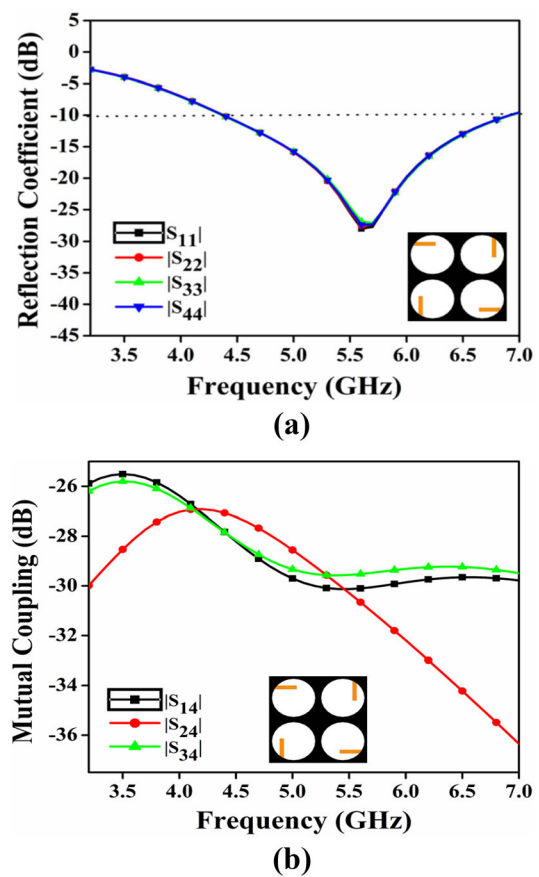 5
0
-5
-10
-15
-20
-25
-30
-35
-40
-45
Reflection Coefficient (dB)
S11|
|S22|
|S33|
|S44|
3.5 4.0 4.5 5.0 5.5 6.0 6.5 7.0
Frequency (GHz)
(a)
-26
-28
-30
-32
-34
-36
Mutual Coupling (dB)
|S14|
|S24|
|S34|
3.5 4.0 4.5 5.0 5.5 6.0 6.5 7.0
Frequency (GHz)
(b)